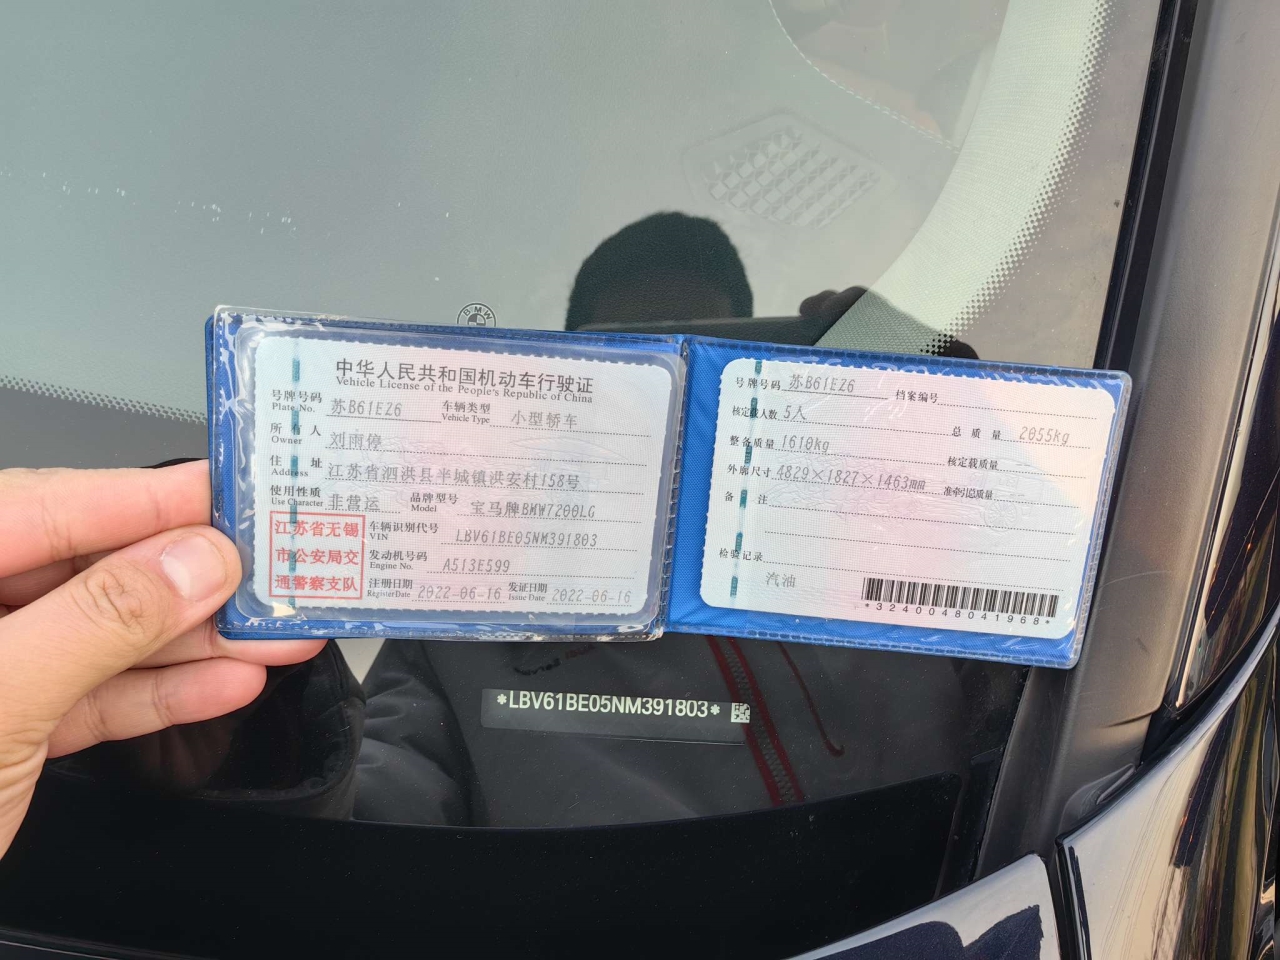 BMW
中华人民共和国机动车行驶证
Vehicle License of the People's Republic of China
号牌号码 苏B61EZ6 车辆类型 小型轿车
Plate No. Vehicle Type
所有人 刘雨停
Owner
住址 江苏省泗洪县半城镇洪安村158号
Address
使用性质 非营运 品牌型号 宝马牌BMW7200LG
Use Character Model
江苏省无锡
市公安局交
通警察支队
车辆识别代号 LBV61BE05NM391803
VIN
发动机号码 A513E599
Engine No.
注册日期 2022-06-16 发证日期 2022-06-16
Register Date Issue Date
号牌号码 苏B61EZ6 档案编号
核定载人数 5人 总质量 2055kg
整备质量 1610kg 核定载质量
外廓尺寸 4829×1827×1463mm 准牵引总质量
备注
检验记录
汽油
*3240048041968*
*LBV61BE05NM391803*